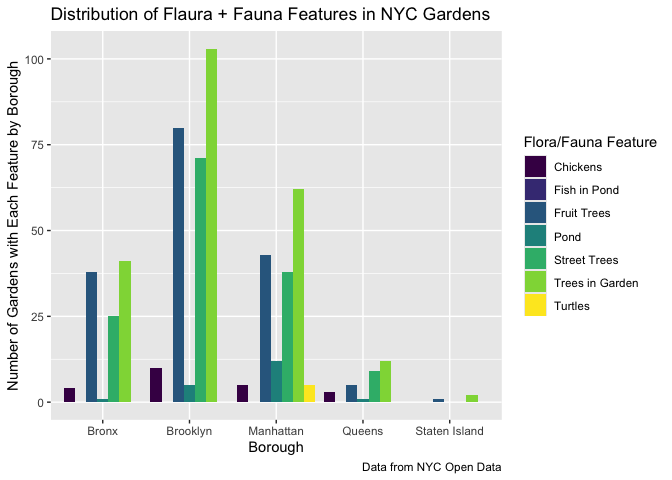 Distribution of Flaura + Fauna Features in NYC Gardens
Number of Gardens with Each Feature by Borough
100
75
50
25
0
Bronx
Brooklyn
Manhattan
Queens
Staten Island
Borough
Flora/Fauna Feature
Chickens
Fish in Pond
Fruit Trees
Pond
Street Trees
Trees in Garden
Turtles
Data from NYC Open Data